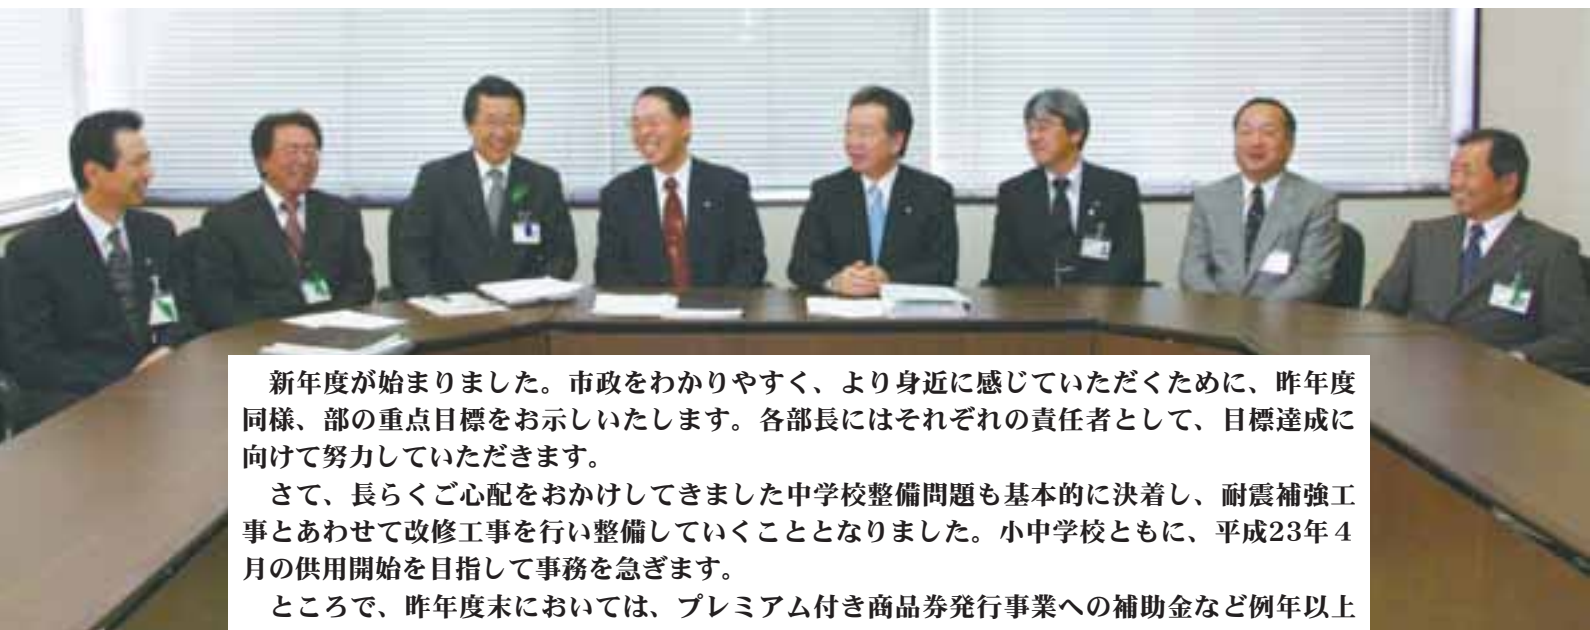 新年度が始まりました。市政をわかりやすく、より身近に感じていただくために、昨年度
同様、部の重点目標をお示しいたします。各部長にはそれぞれの責任者として、目標達成に
向けて努力していただきます。
　さて、長らくご心配をおかけしてきました中学校整備問題も基本的に決着し、耐震補強工
事とあわせて改修工事を行い整備していくこととなりました。小中学校ともに、平成23年４
月の供用開始を目指して事務を急ぎます。
　ところで、昨年度末においては、プレミアム付き商品券発行事業への補助金など例年以上